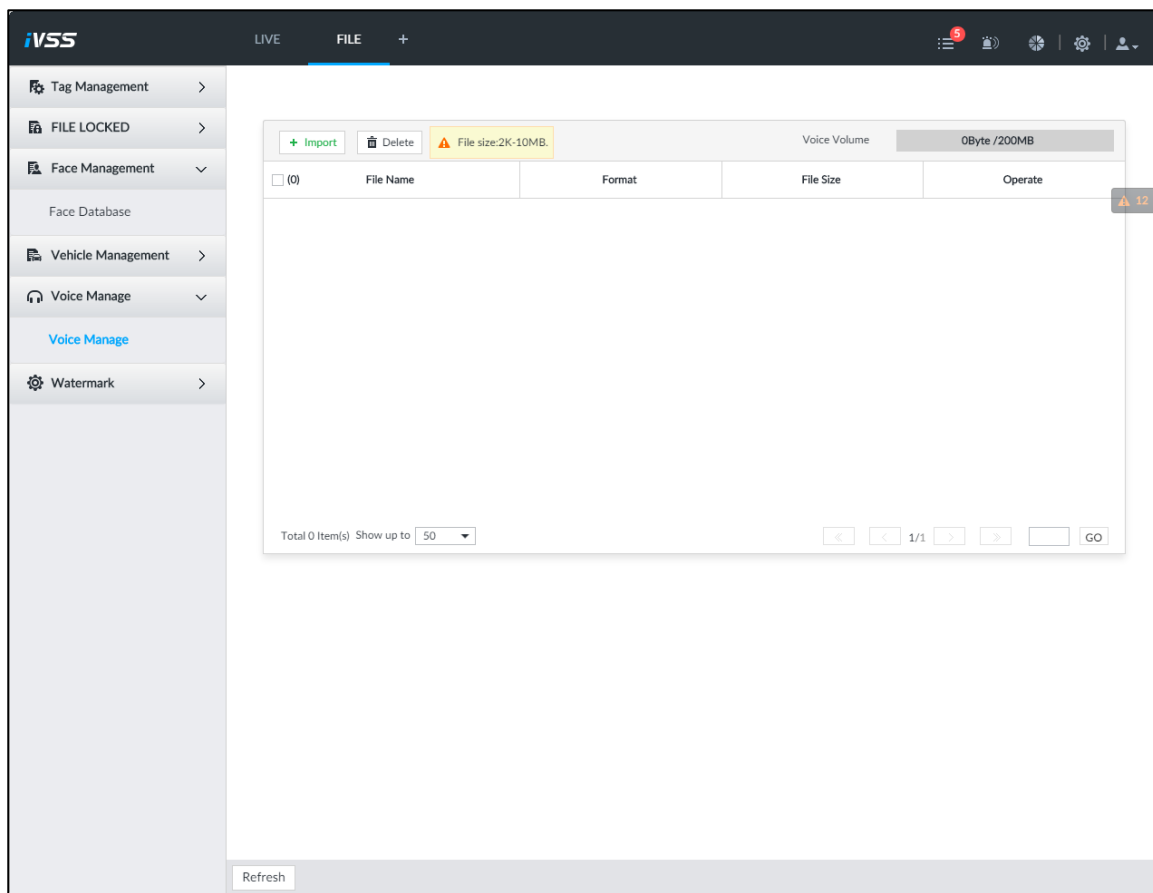 iVSS LIVE FILE + 5
Tag Management
FILE LOCKED
Face Management
Face Database
Vehicle Management
Voice Manage
Voice Manage
Watermark
+ Import Delete File size:2K-10MB. Voice Volume 0Byte /200MB
(0) File Name Format File Size Operate
12
Total 0 Item(s) Show up to 50 1/1 GO
Refresh